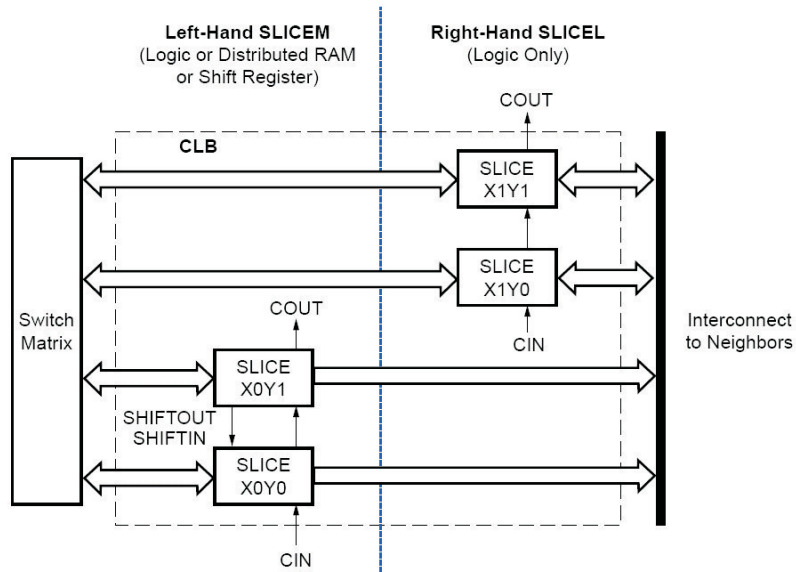 Left-Hand SLICEM
(Logic or Distributed RAM
or Shift Register)
Right-Hand SLICEL
(Logic Only)
COUT
CLB
SLICE
X1Y1
SLICE
X1Y0
Switch
Matrix
COUT
CIN
Interconnect
to Neighbors
SLICE
X0Y1
SHIFTOUT
SHIFTIN
SLICE
X0Y0
CIN